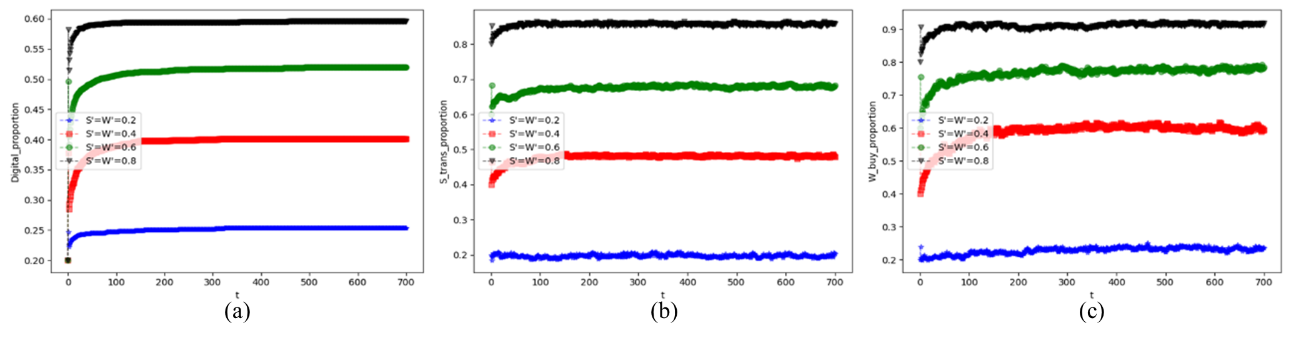 0.60
0.55
0.50
0.45
0.40
0.35
0.30
0.25
0.20
Digital_proportion
S'=W'=0.2
S'=W'=0.4
S'=W'=0.6
S'=W'=0.8
0 100 200 300 400 500 600 700
t
(a)
0.8
0.7
0.6
0.5
0.4
0.3
0.2
S_trans_proportion
S'=W'=0.2
S'=W'=0.4
S'=W'=0.6
S'=W'=0.8
0 100 200 300 400 500 600 700
t
(b)
0.9
0.8
0.7
0.6
0.5
0.4
0.3
0.2
W_buy_proportion
S'=W'=0.2
S'=W'=0.4
S'=W'=0.6
S'=W'=0.8
0 100 200 300 400 500 600 700
t
(c)